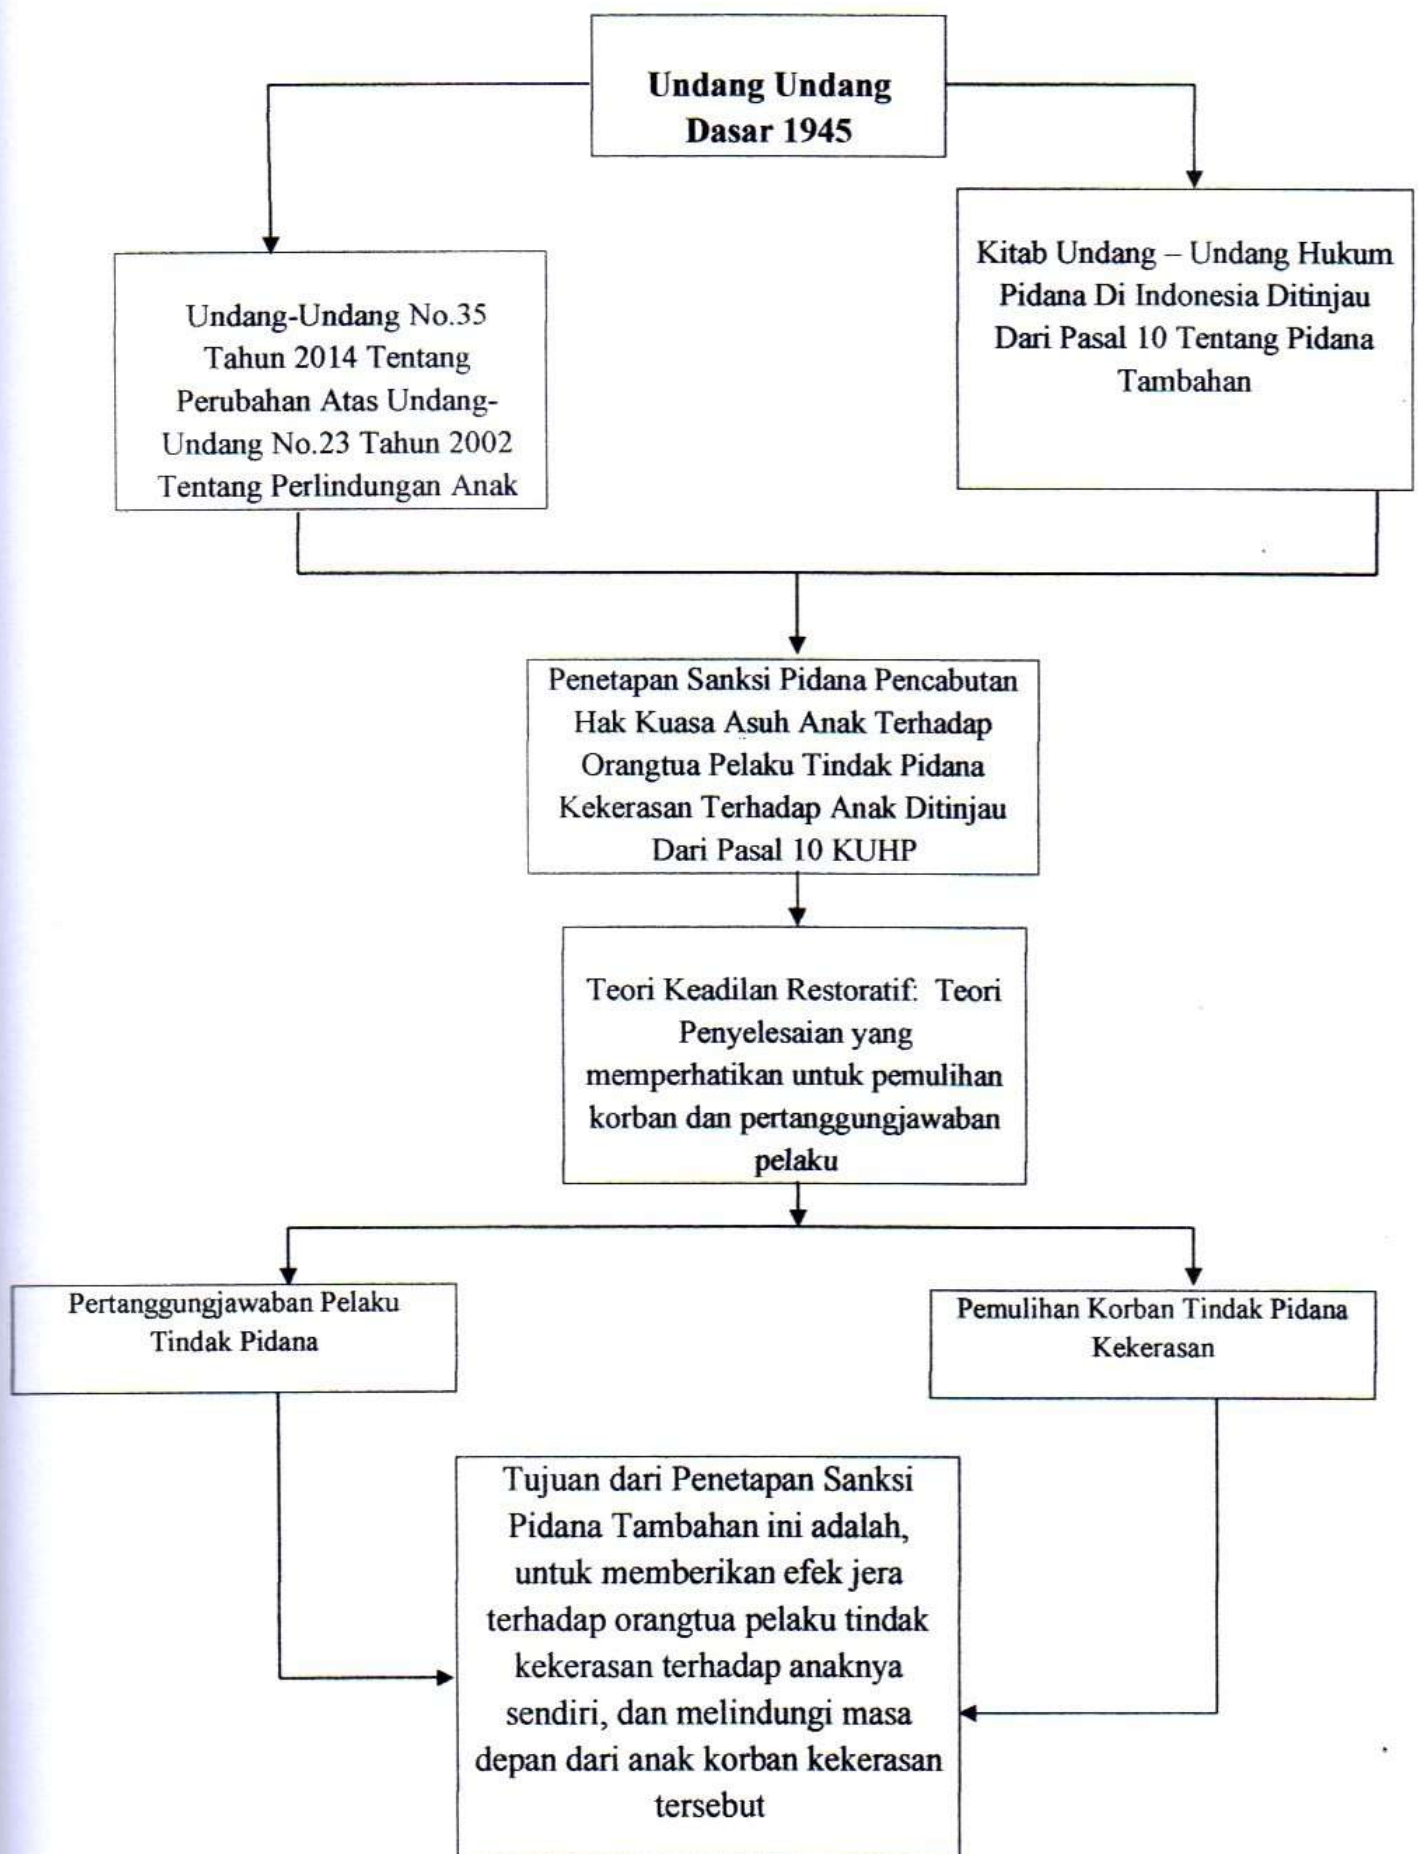 Undang Undang
Dasar 1945
Undang-Undang No.35
Tahun 2014 Tentang
Perubahan Atas Undang-
Undang No.23 Tahun 2002
Tentang Perlindungan Anak
Kitab Undang – Undang Hukum
Pidana Di Indonesia Ditinjau
Dari Pasal 10 Tentang Pidana
Tambahan
Penetapan Sanksi Pidana Pencabutan
Hak Kuasa Asuh Anak Terhadap
Orangtua Pelaku Tindak Pidana
Kekerasan Terhadap Anak Ditinjau
Dari Pasal 10 KUHP
Teori Keadilan Restoratif: Teori
Penyelesaian yang
memperhatikan untuk pemulihan
korban dan pertanggungjawaban
pelaku
Pertanggungjawaban Pelaku
Tindak Pidana
Pemulihan Korban Tindak Pidana
Kekerasan
Tujuan dari Penetapan Sanksi
Pidana Tambahan ini adalah,
untuk memberikan efek jera
terhadap orangtua pelaku tindak
kekerasan terhadap anaknya
sendiri, dan melindungi masa
depan dari anak korban kekerasan
tersebut